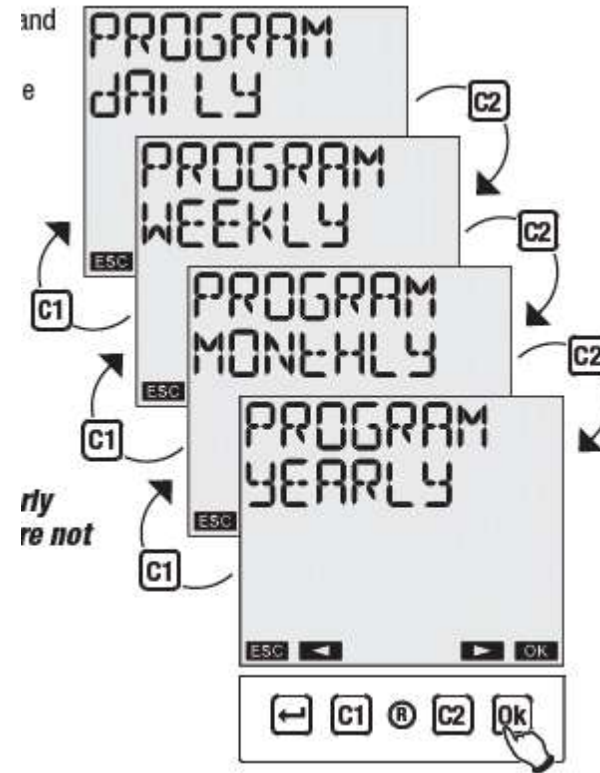 and
e
PROGRAM
dAILY
C2
PROGRAM
WEEKLY
C2
ESC
C1
PROGRAM
MONtHLY
C2
ESC
C1
PROGRAM
YEARLY
rly
re not
ESC
C1
ESC ◄ ► OK
↵ C1 ® C2 Ok